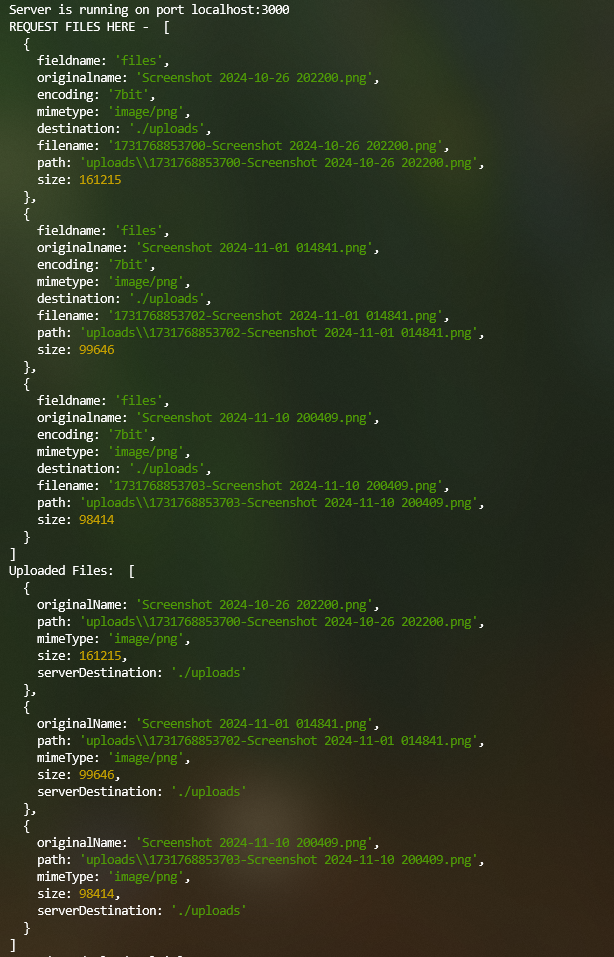 Server is running on port localhost:3000
REQUEST FILES HERE -  [
  {
    fieldname: 'files',
    originalname: 'Screenshot 2024-10-26 202200.png',
    encoding: '7bit',
    mimetype: 'image/png',
    destination: './uploads',
    filename: '1731768853700-Screenshot 2024-10-26 202200.png',
    path: 'uploads\\1731768853700-Screenshot 2024-10-26 202200.png',
    size: 161215
  },
  {
    fieldname: 'files',
    originalname: 'Screenshot 2024-11-01 014841.png',
    encoding: '7bit',
    mimetype: 'image/png',
    destination: './uploads',
    filename: '1731768853702-Screenshot 2024-11-01 014841.png',
    path: 'uploads\\1731768853702-Screenshot 2024-11-01 014841.png',
    size: 99646
  },
  {
    fieldname: 'files',
    originalname: 'Screenshot 2024-11-10 200409.png',
    encoding: '7bit',
    mimetype: 'image/png',
    destination: './uploads',
    filename: '1731768853703-Screenshot 2024-11-10 200409.png',
    path: 'uploads\\1731768853703-Screenshot 2024-11-10 200409.png',
    size: 98414
  }
]
Uploaded Files:  [
  {
    originalName: 'Screenshot 2024-10-26 202200.png',
    path: 'uploads\\1731768853700-Screenshot 2024-10-26 202200.png',
    mimeType: 'image/png',
    size: 161215,
    serverDestination: './uploads'
  },
  {
    originalName: 'Screenshot 2024-11-01 014841.png',
    path: 'uploads\\1731768853702-Screenshot 2024-11-01 014841.png',
    mimeType: 'image/png',
    size: 99646,
    serverDestination: './uploads'
  },
  {
    originalName: 'Screenshot 2024-11-10 200409.png',
    path: 'uploads\\1731768853703-Screenshot 2024-11-10 200409.png',
    mimeType: 'image/png',
    size: 98414,
    serverDestination: './uploads'
  }
]